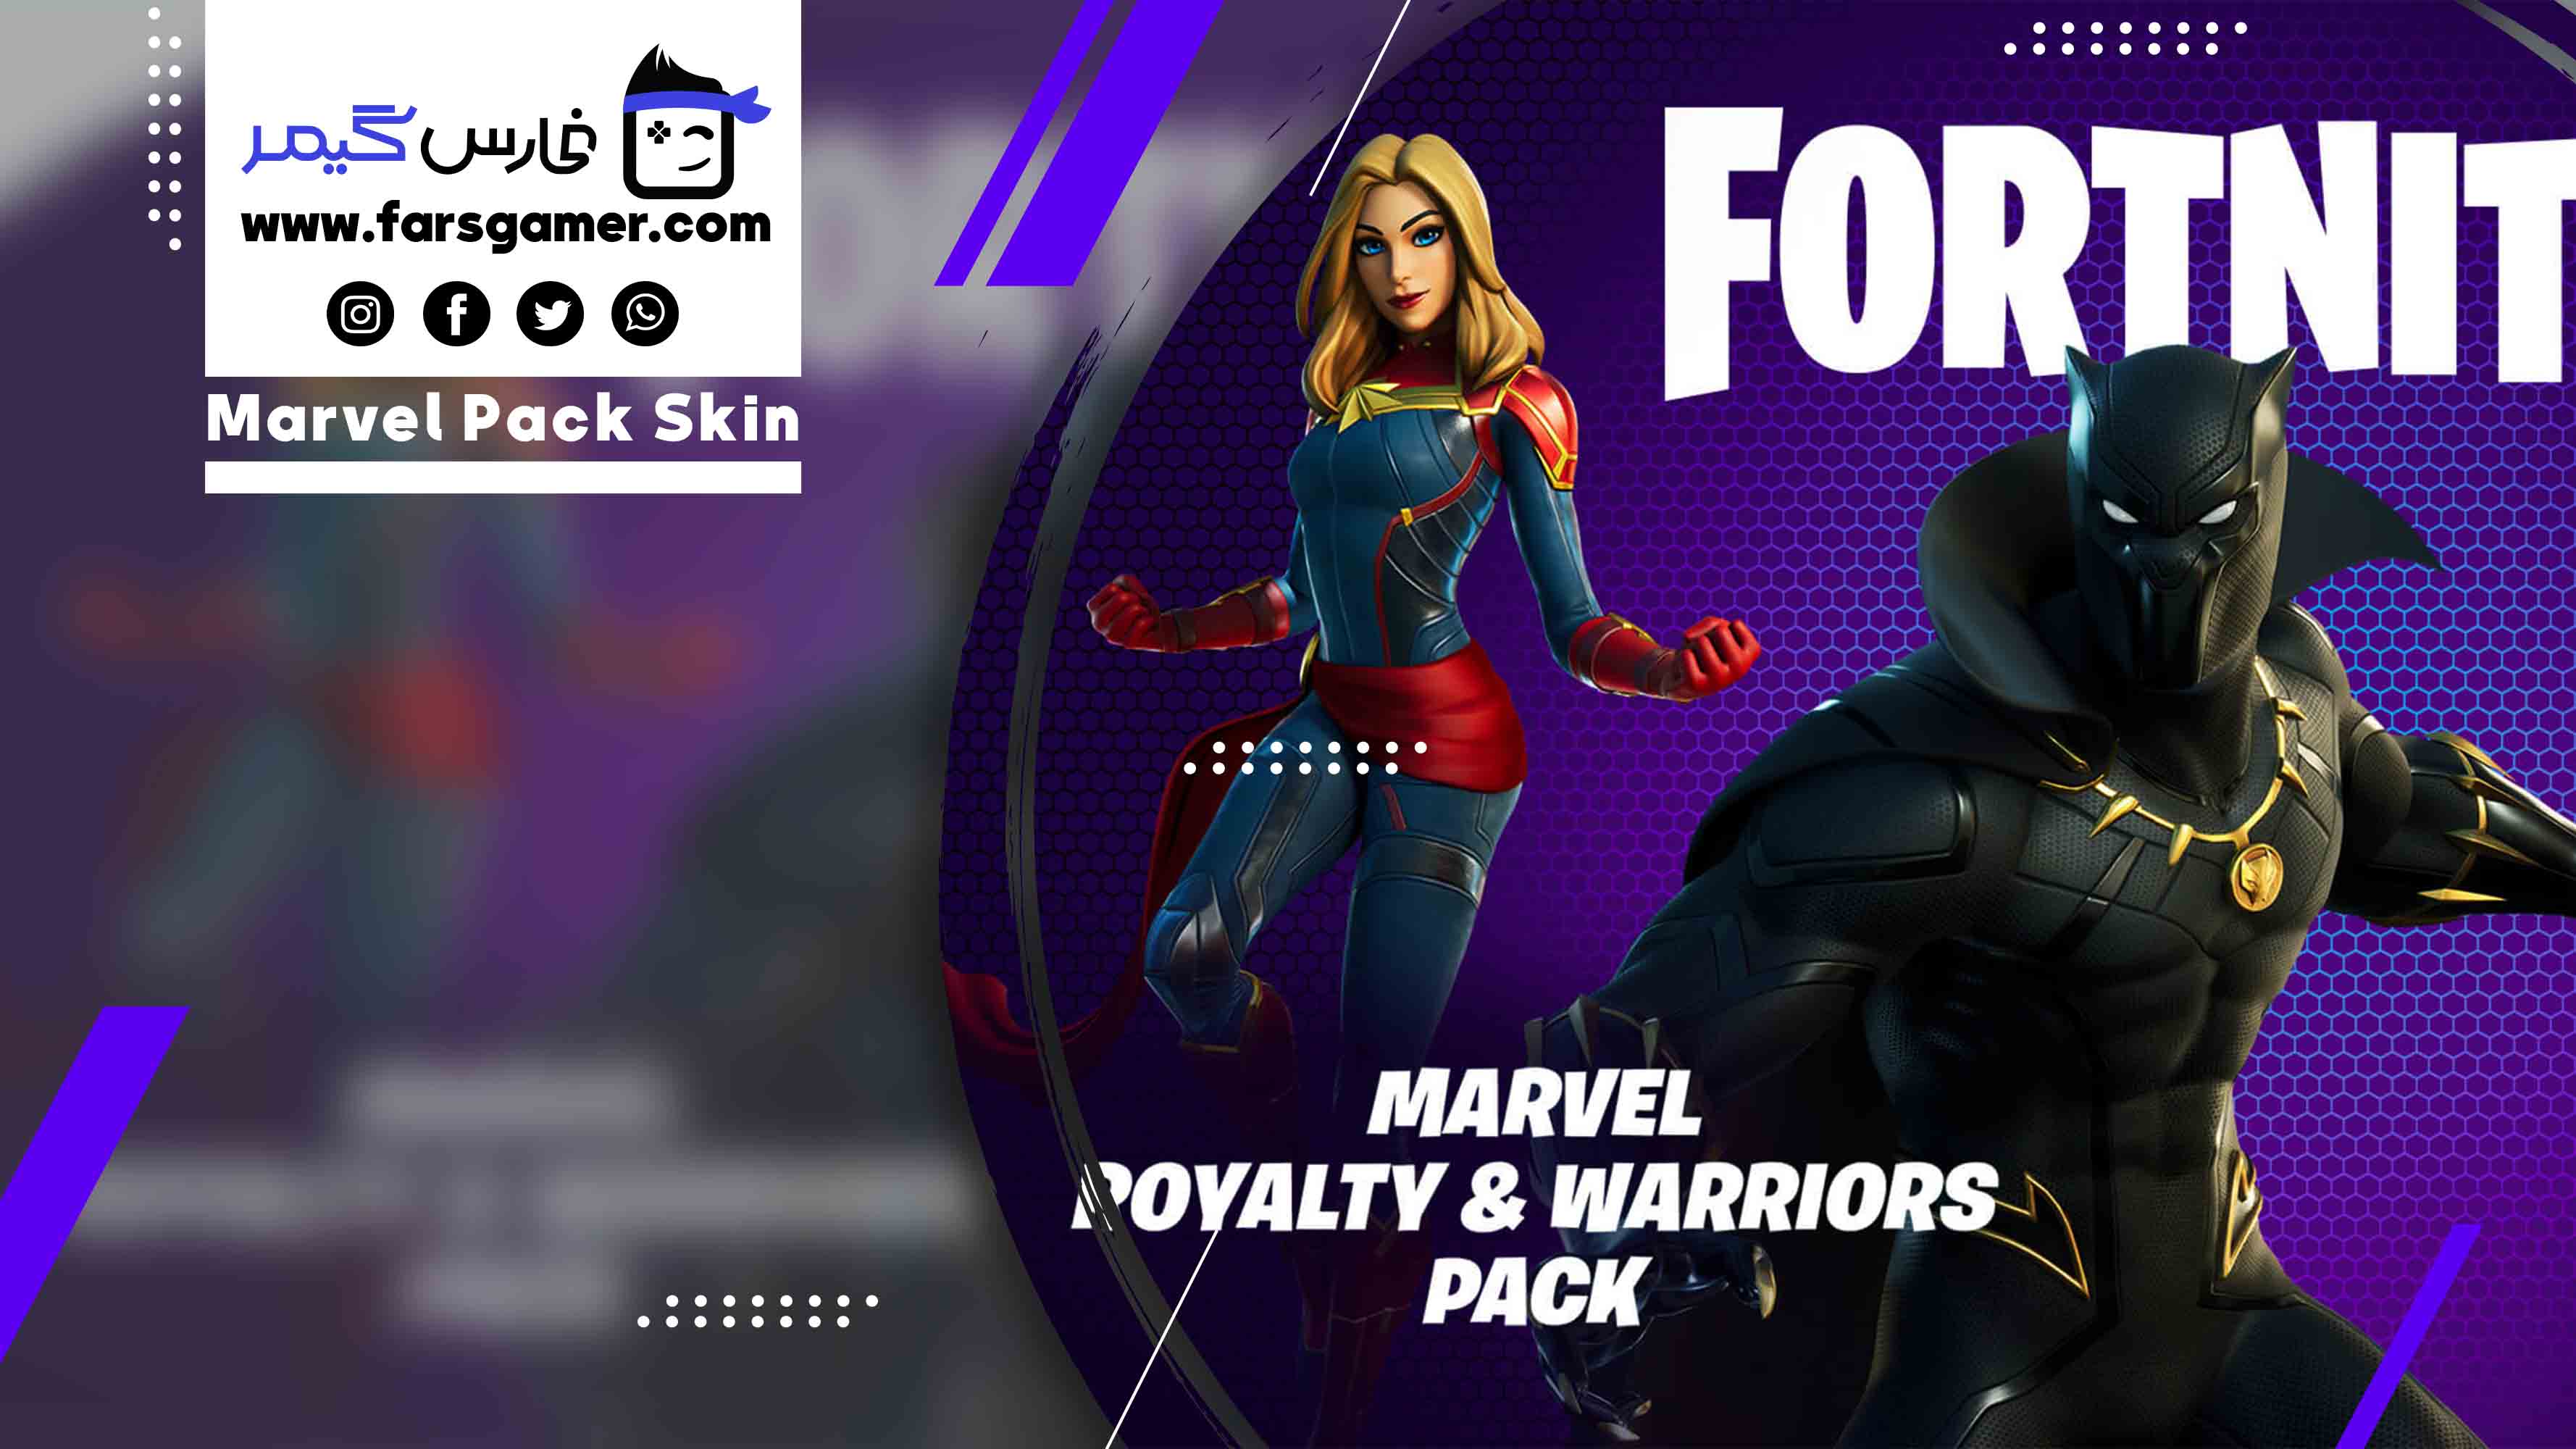 فارس گیمر
www.farsgamer.com
Marvel Pack Skin
FORTNIT
MARVEL
ROYALTY & WARRIORS
PACK